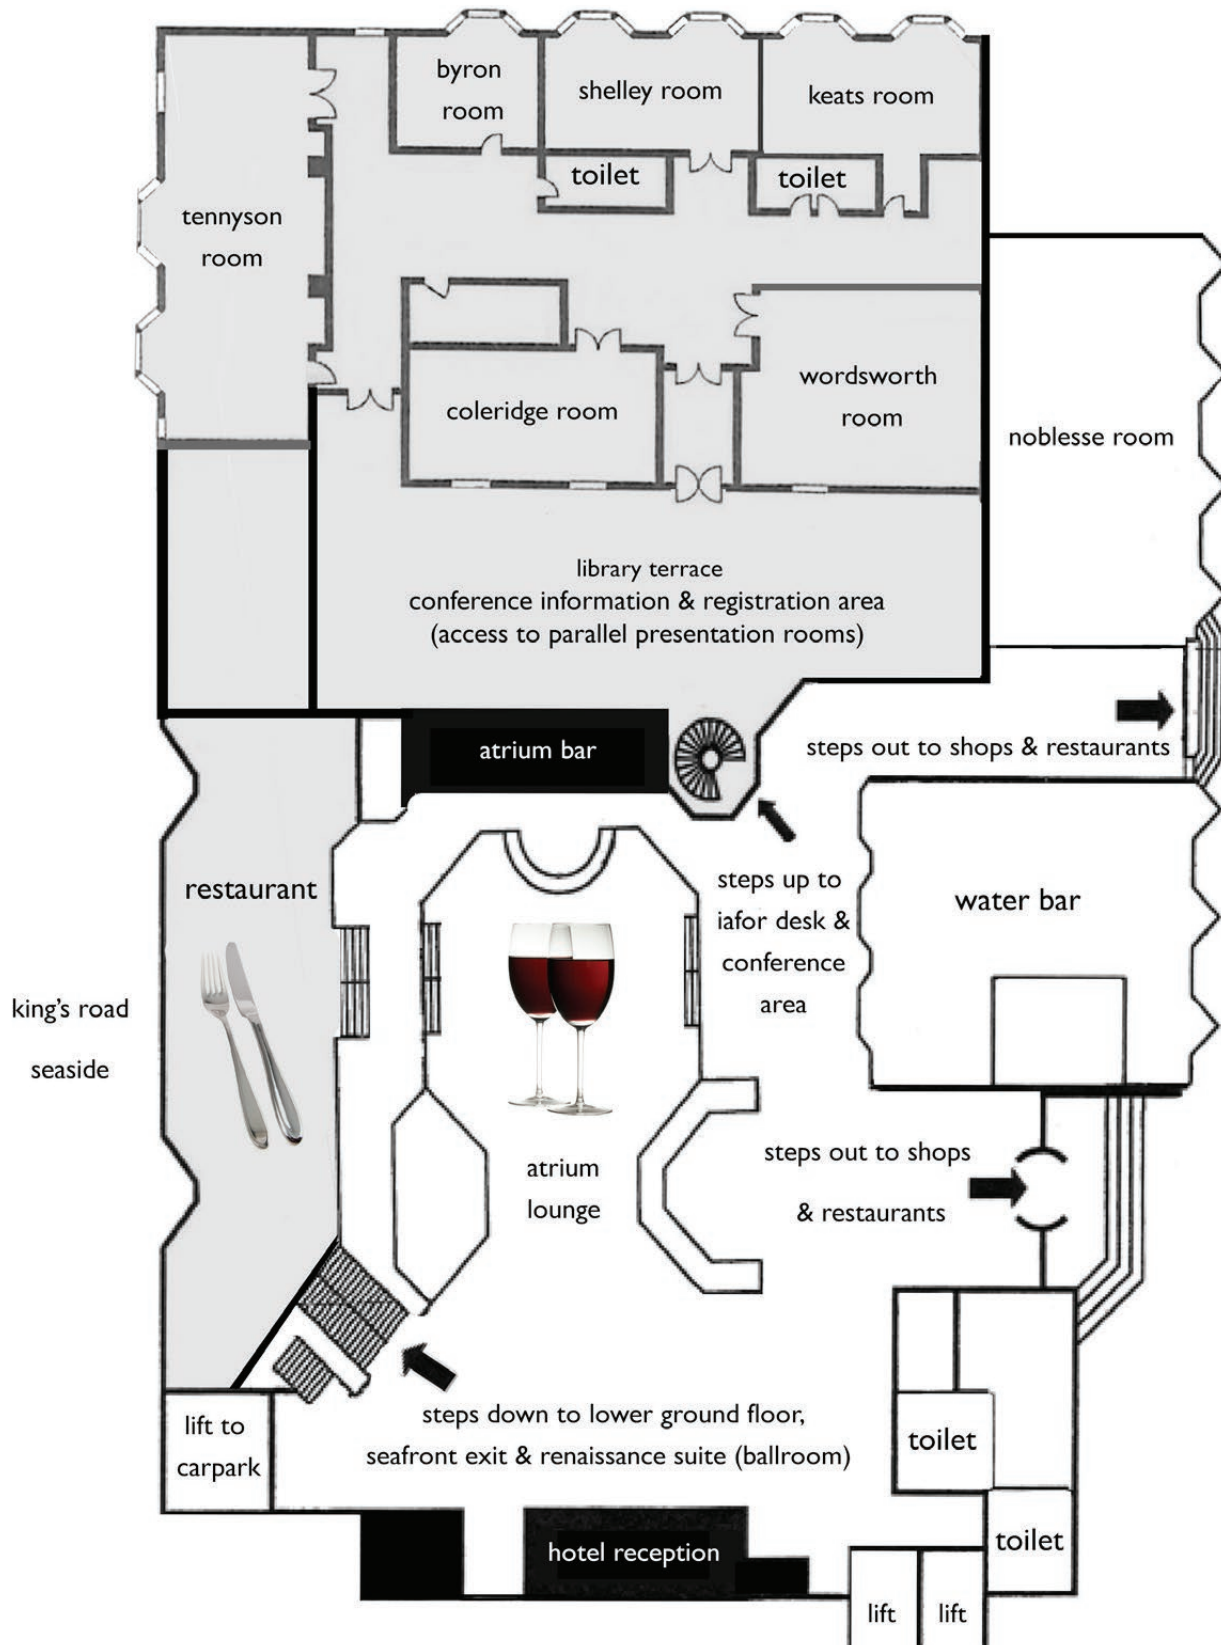 byron
room
shelley room
keats room
toilet
toilet
tennyson
room
wordsworth
room
coleridge room
noblesse room
library terrace
conference information & registration area
(access to parallel presentation rooms)
atrium bar
steps out to shops & restaurants
restaurant
steps up to
iafor desk &
conference
area
water bar
king's road
seaside
atrium
lounge
steps out to shops
& restaurants
lift to
carpark
steps down to lower ground floor,
seafront exit & renaissance suite (ballroom)
toilet
toilet
hotel reception
lift
lift